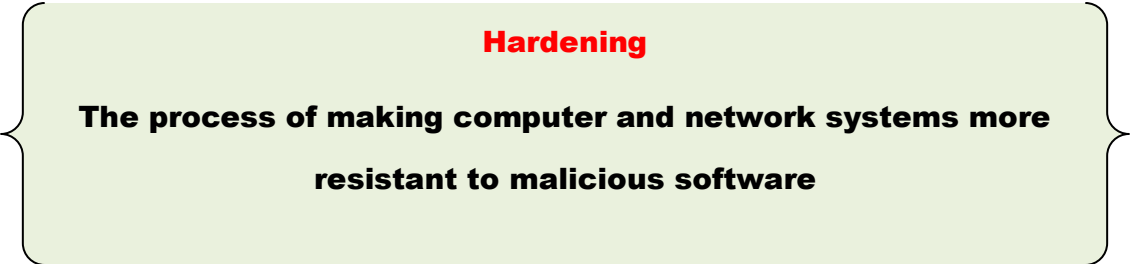 Hardening
The process of making computer and network systems more
resistant to malicious software